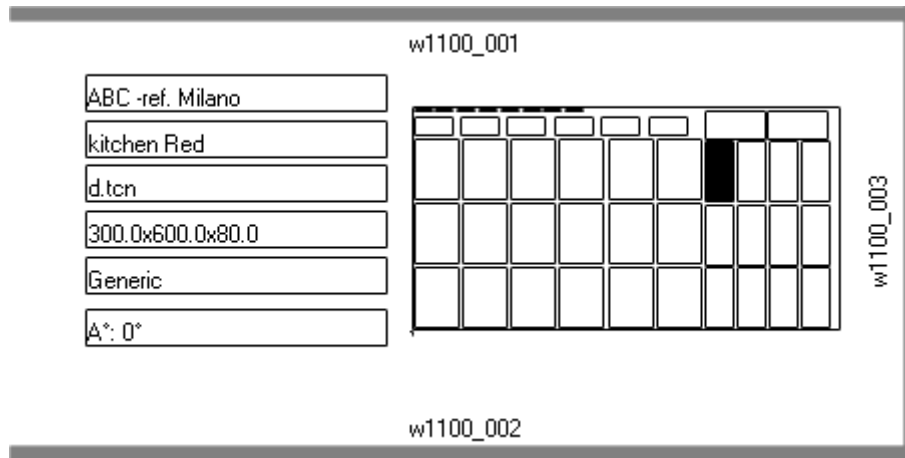 w1100_001
ABC -ref. Milano
kitchen Red
d.tcn
300.0x600.0x80.0
Generic
A°: 0°
w1100_003
w1100_002